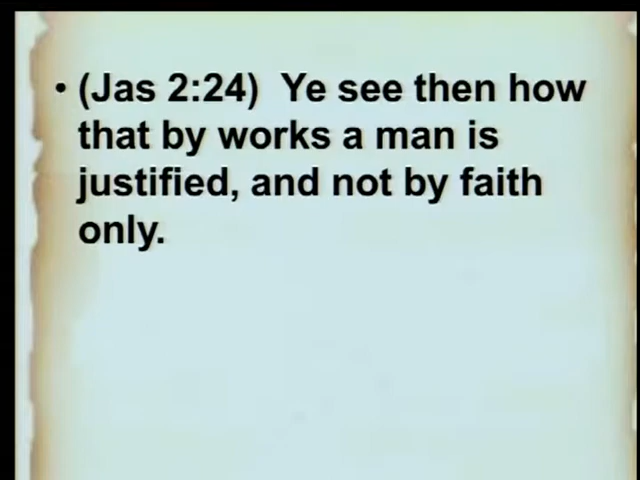 • (Jas 2:24)  Ye see then how
that by works a man is
justified, and not by faith
only.